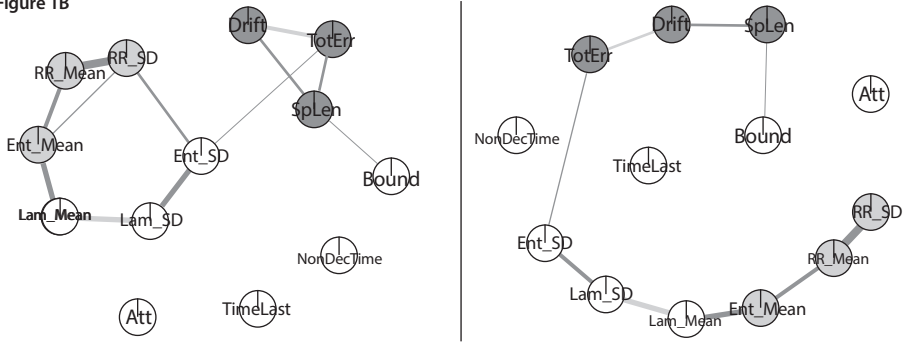 Figure 1B
Drift
TotErr
RR_SD
RR_Mean
SpLen
Ent_Mean
Ent_SD
Bound
Lam_Mean
Lam_SD
NonDecTime
TimeLast
Att
Drift
SpLen
TotErr
Att
NonDecTime
Bound
TimeLast
RR_SD
Ent_SD
RR_Mean
Lam_SD
Ent_Mean
Lam_Mean